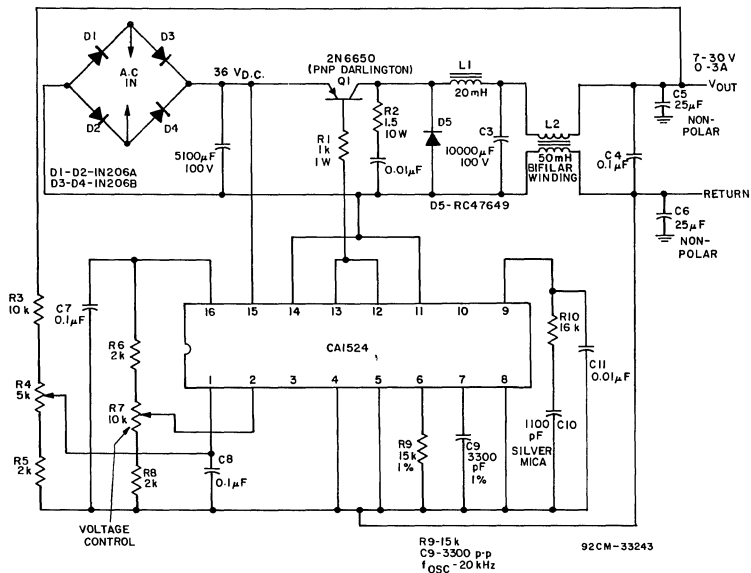 D1
D3
A.C
IN
D2
D4
D1-D2-IN206A
D3-D4-IN206B
36 VD.C.
5100μF
100V
2N6650
(PNP DARLINGTON)
Q1
R1
1k
1W
R2
1.5
10W
0.01μF
D5
D5-RC47649
L1
20mH
C3
10000μF
100V
L2
50mH
BIFILAR
WINDING
7-30V
0-3A
VOUT
C5
25μF
NON-
POLAR
C4
0.1μF
RETURN
C6
25μF
NON-
POLAR
R3
10k
R4
5k
R5
2k
C7
0.1μF
R6
2k
R7
10k
R8
2k
VOLTAGE
CONTROL
16 15 14 13 12 11 10 9
CA1524
1 2 3 4 5 6 7 8
C8
0.1μF
R9
15k
1%
C9
3300
pF
1%
R10
16k
1100
pF C10
SILVER
MICA
C11
0.01μF
R9-15k
C9-3300 p-p
fOSC-20kHz
92CM-33243